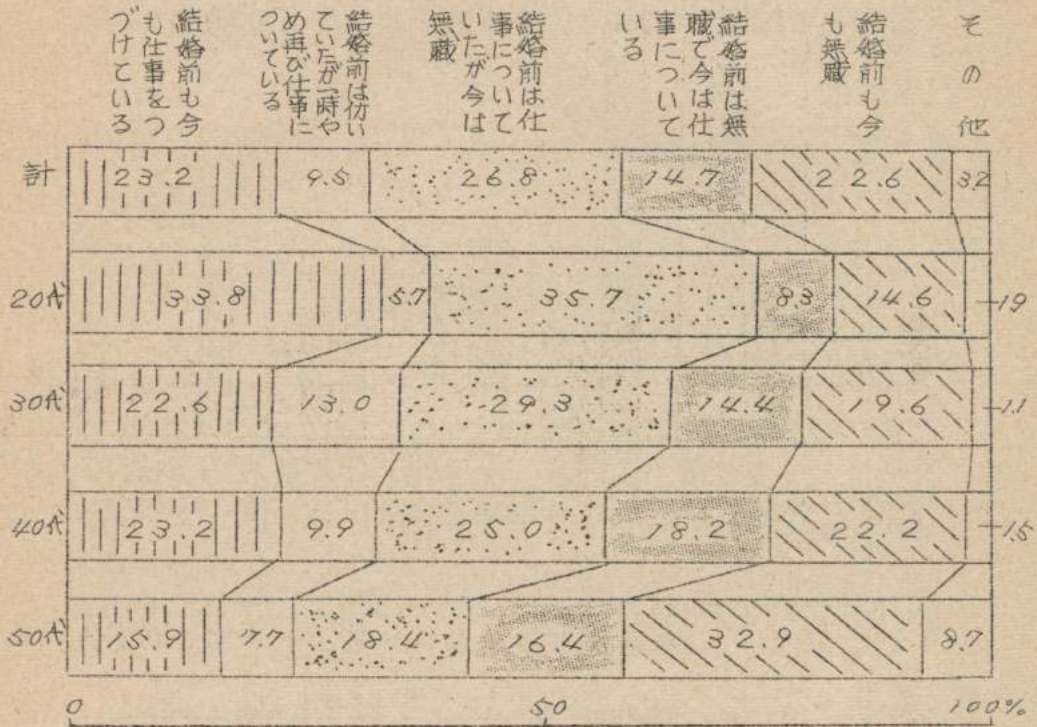 結婚前も今
も仕事をつ
づけている
結婚前は仂い
ていたが一時や
め再び仕事に
ついている
結婚前は仕
事について
いたが今は
無職
結婚前は無
職で今は仕
事について
いる
結婚前も今
も無職
その他
計 23.2 9.5 26.8 14.7 22.6 3.2
20代 33.8 5.7 35.7 8.3 14.6 1.9
30代 22.6 13.0 29.3 14.4 19.6 1.1
40代 23.2 9.9 25.0 18.2 22.2 1.5
50代 15.9 7.7 18.4 16.4 32.9 8.7
0 50 100%